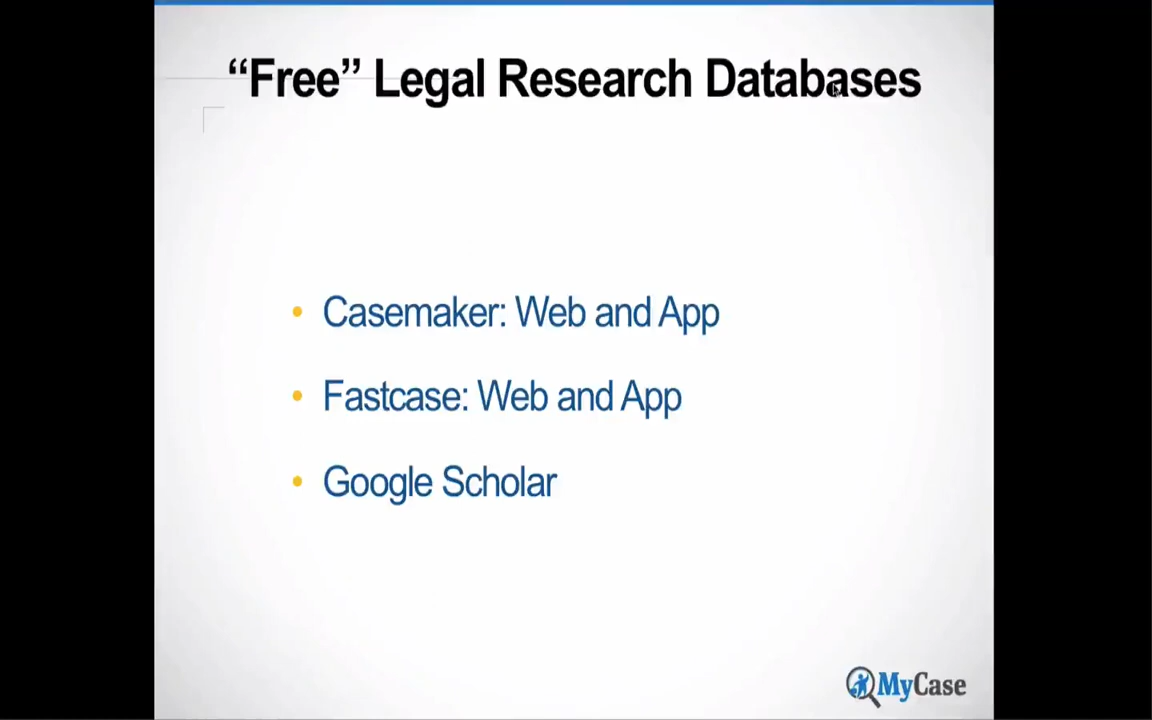 “Free” Legal Research Databases
• Casemaker: Web and App
• Fastcase: Web and App
• Google Scholar
MyCase